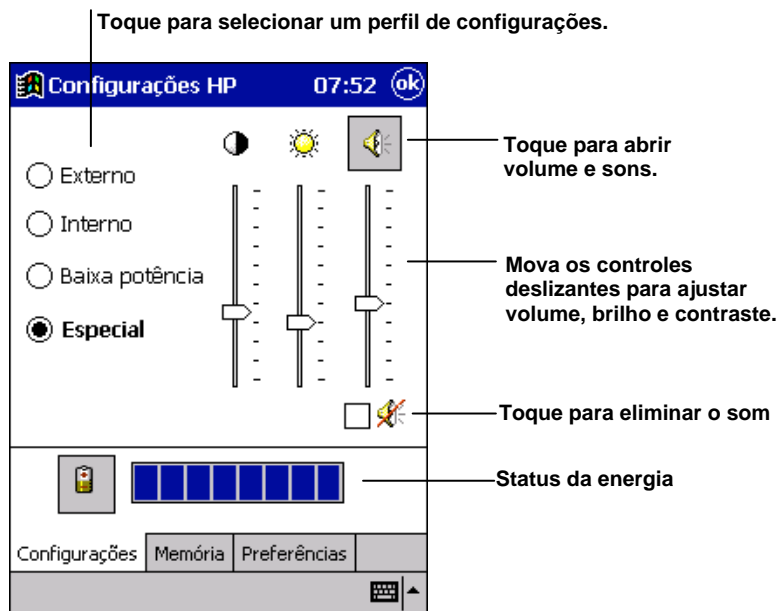 Toque para selecionar um perfil de configurações.
Configurações HP 07:52 ok
Externo
Interno
Baixa potência
Especial
Toque para abrir
volume e sons.
Mova os controles
deslizantes para ajustar
volume, brilho e contraste.
Toque para eliminar o som
Status da energia
Configurações Memória Preferências